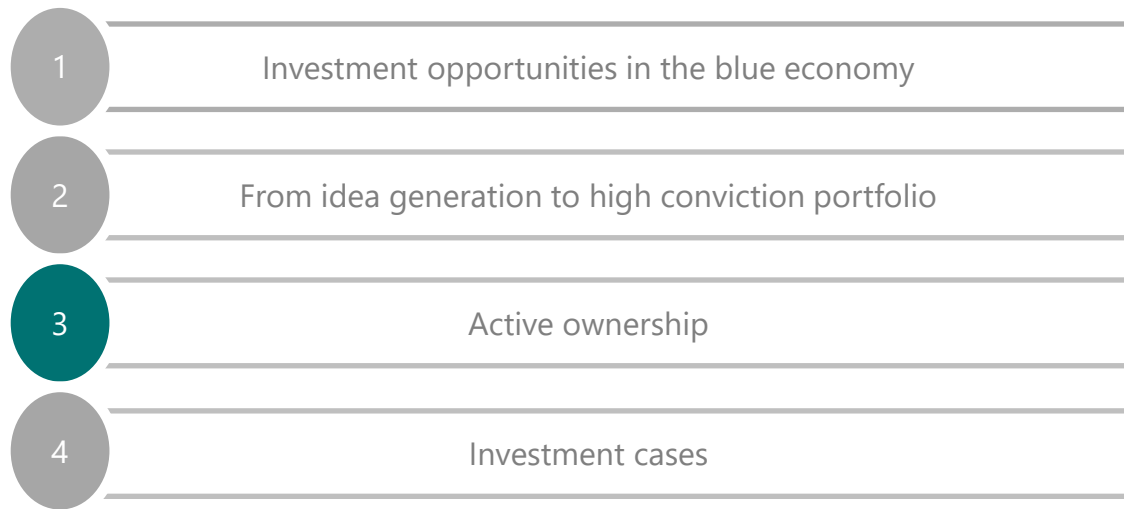 1
Investment opportunities in the blue economy
2
From idea generation to high conviction portfolio
3
Active ownership
4
Investment cases